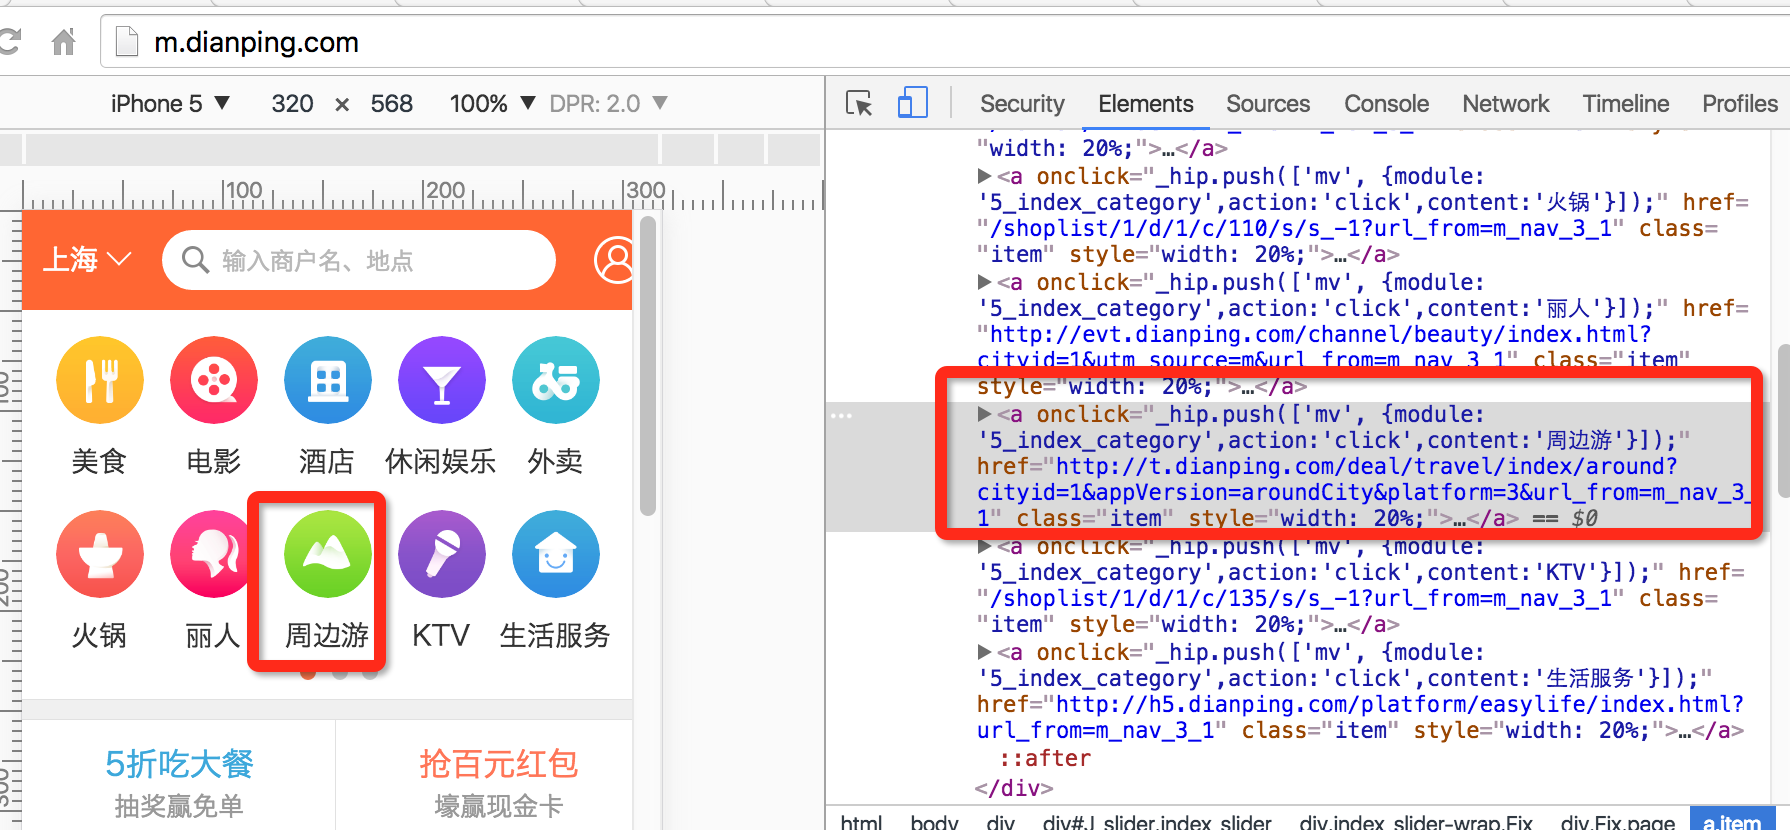 m.dianping.com
iPhone 5 ▼ 320 × 568 100% ▼ DPR: 2.0 ▼
Security Elements Sources Console Network Timeline Profiles
100 200 300
100
200
300
上海
输入商户名、地点
美食 电影 酒店 休闲娱乐 外卖
火锅 丽人 周边游 KTV 生活服务
5折吃大餐 抢百元红包
抽奖赢免单 壕赢现金卡
"width: 20%;">…</a>
▶<a onclick="_hip.push(['mv', {module:
'5_index_category',action:'click',content:'火锅'}]);" href=
"/shoplist/1/d/1/c/110/s/s_-1?url_from=m_nav_3_1" class=
"item" style="width: 20%;">…</a>
▶<a onclick="_hip.push(['mv', {module:
'5_index_category',action:'click',content:'丽人'}]);" href=
"http://evt.dianping.com/channel/beauty/index.html?
cityid=1&utm_source=m&url_from=m_nav_3_1" class="item"
style="width: 20%;">…</a>
▶<a onclick="_hip.push(['mv', {module:
'5_index_category',action:'click',content:'周边游'}]);"
href="http://t.dianping.com/deal/travel/index/around?
cityid=1&appVersion=aroundCity&platform=3&url_from=m_nav_3_
1" class="item" style="width: 20%;">…</a> == $0
▶<a onclick="_hip.push(['mv', {module:
'5_index_category',action:'click',content:'KTV'}]);" href=
"/shoplist/1/d/1/c/135/s/s_-1?url_from=m_nav_3_1" class=
"item" style="width: 20%;">…</a>
▶<a onclick="_hip.push(['mv', {module:
'5_index_category',action:'click',content:'生活服务'}]);"
href="http://h5.dianping.com/platform/easylife/index.html?
url_from=m_nav_3_1" class="item" style="width: 20%;">…</a>
::after
</div>
html body div div#J_slider.index_slider div.index_slider-wrap.Fix div.Fix.page a.item